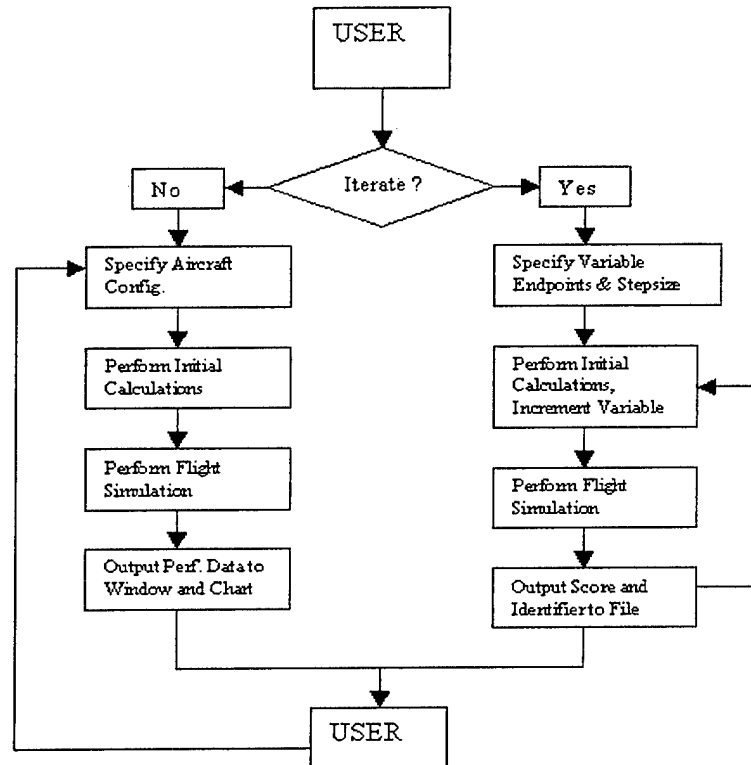 USER
Iterate ?
No
Yes
Specify Aircraft
Config.
Specify Variable
Endpoints & Stepsize
Perform Initial
Calculations
Perform Initial
Calculations,
Increment Variable
Perform Flight
Simulation
Perform Flight
Simulation
Output Perf. Data to
Window and Chart
Output Score and
Identifier to File
USER